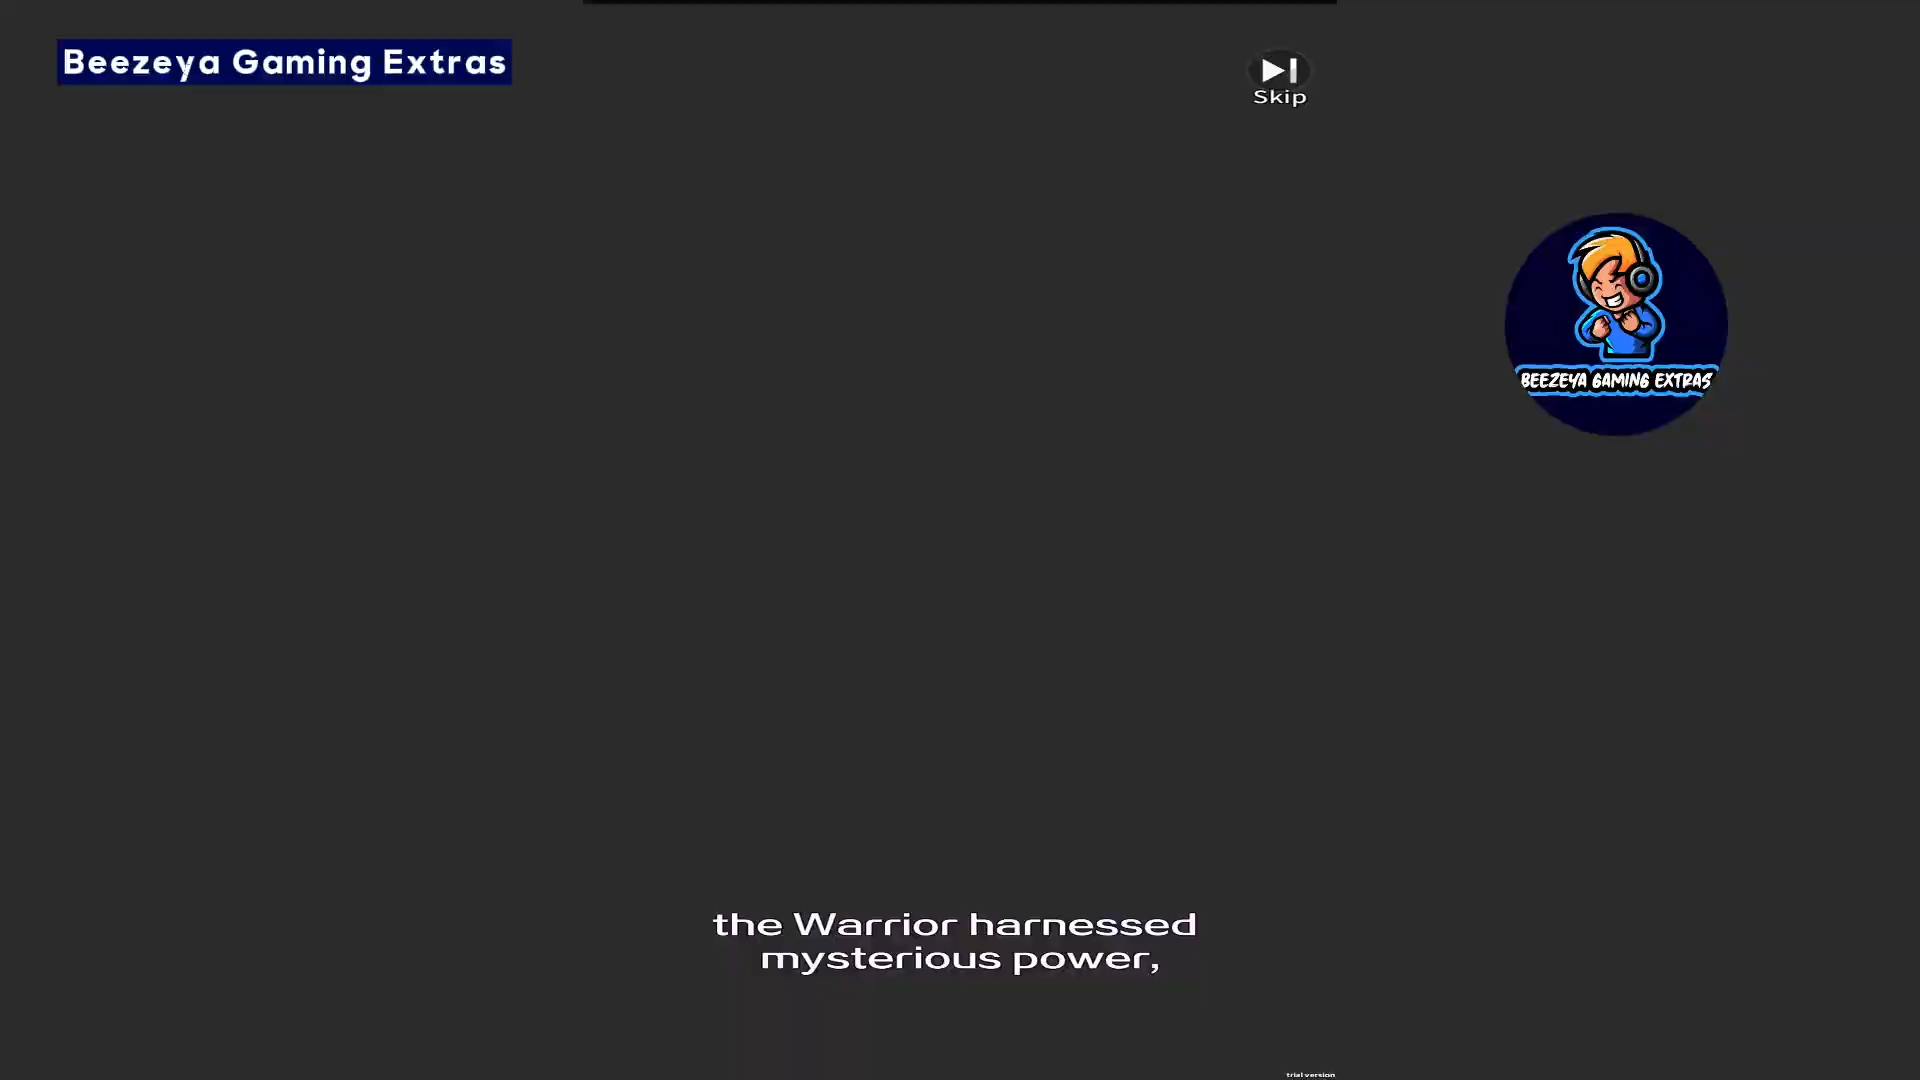 Beezeya Gaming Extras
Skip
BEEZEYA GAMING EXTRAS
the Warrior harnessed
mysterious power,
trial version